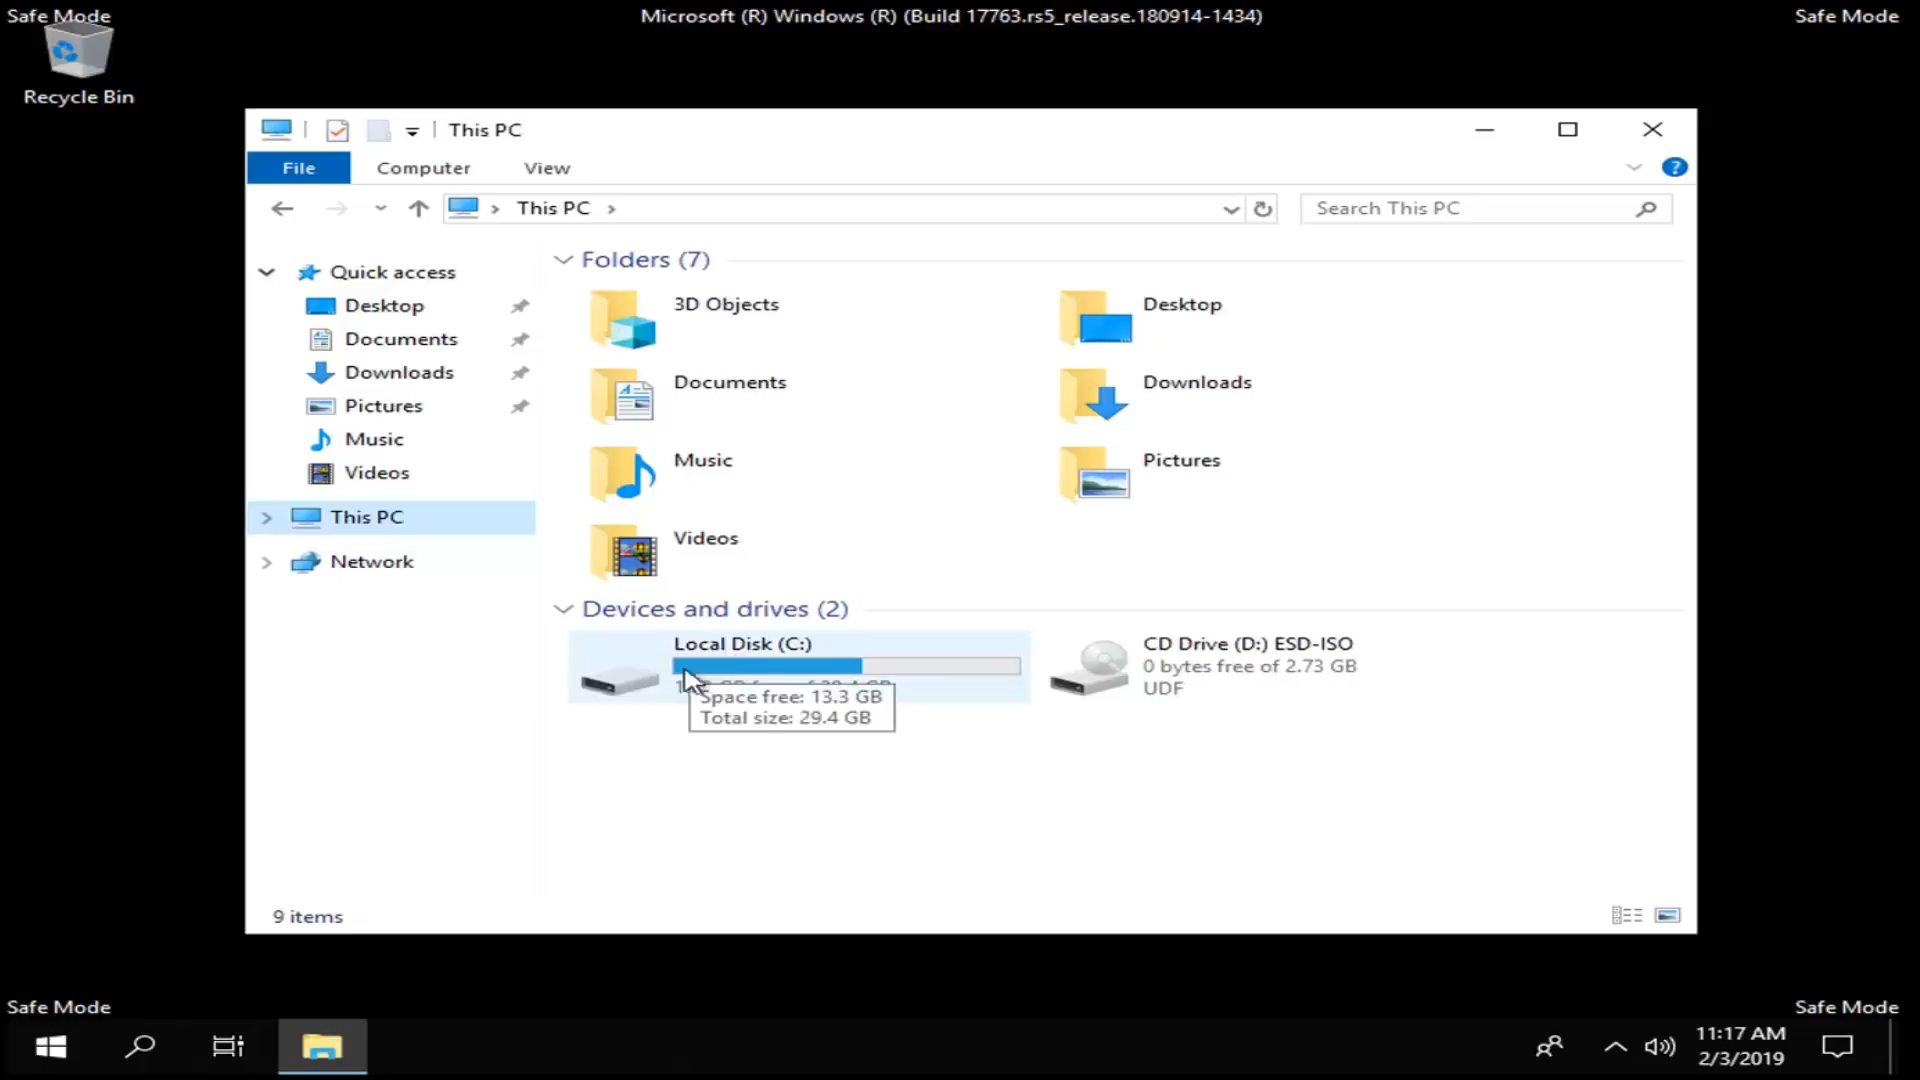 Safe Mode
Microsoft (R) Windows (R) (Build 17763.rs5_release.180914-1434)
Safe Mode
Recycle Bin
This PC
File
Computer
View
This PC
Search This PC
Quick access
Desktop
Documents
Downloads
Pictures
Music
Videos
This PC
Network
Folders (7)
3D Objects
Desktop
Documents
Downloads
Music
Pictures
Videos
Devices and drives (2)
Local Disk (C:)
Space free: 13.3 GB
Total size: 29.4 GB
CD Drive (D:) ESD-ISO
0 bytes free of 2.73 GB
UDF
9 items
Safe Mode
Safe Mode
11:17 AM
2/3/2019